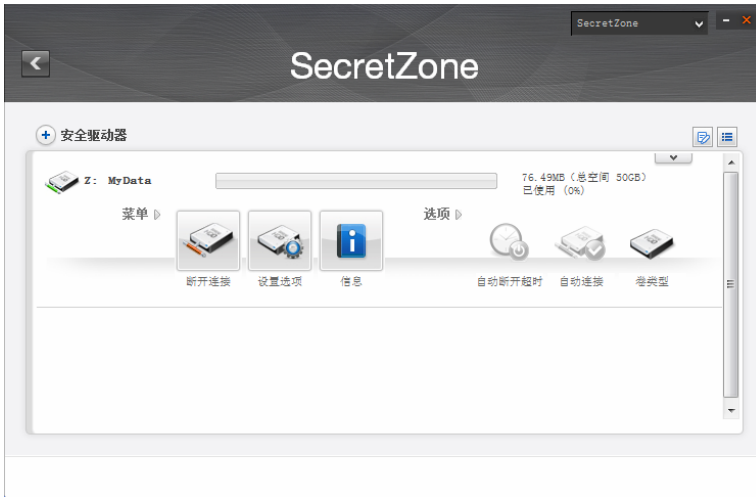 SecretZone
SecretZone
安全驱动器
Z: MyData
76.49MB (总空间 50GB)
已使用 (0%)
菜单
选项
断开连接
设置选项
信息
自动断开超时
自动连接
卷类型